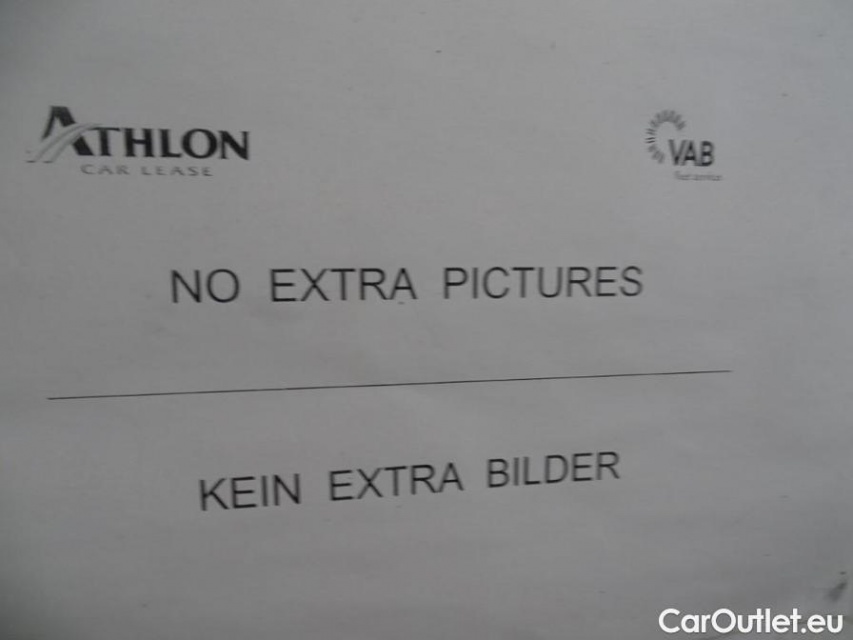 ATHLON
CAR LEASE
VAB
NO EXTRA PICTURES
KEIN EXTRA BILDER
CarOutlet.eu